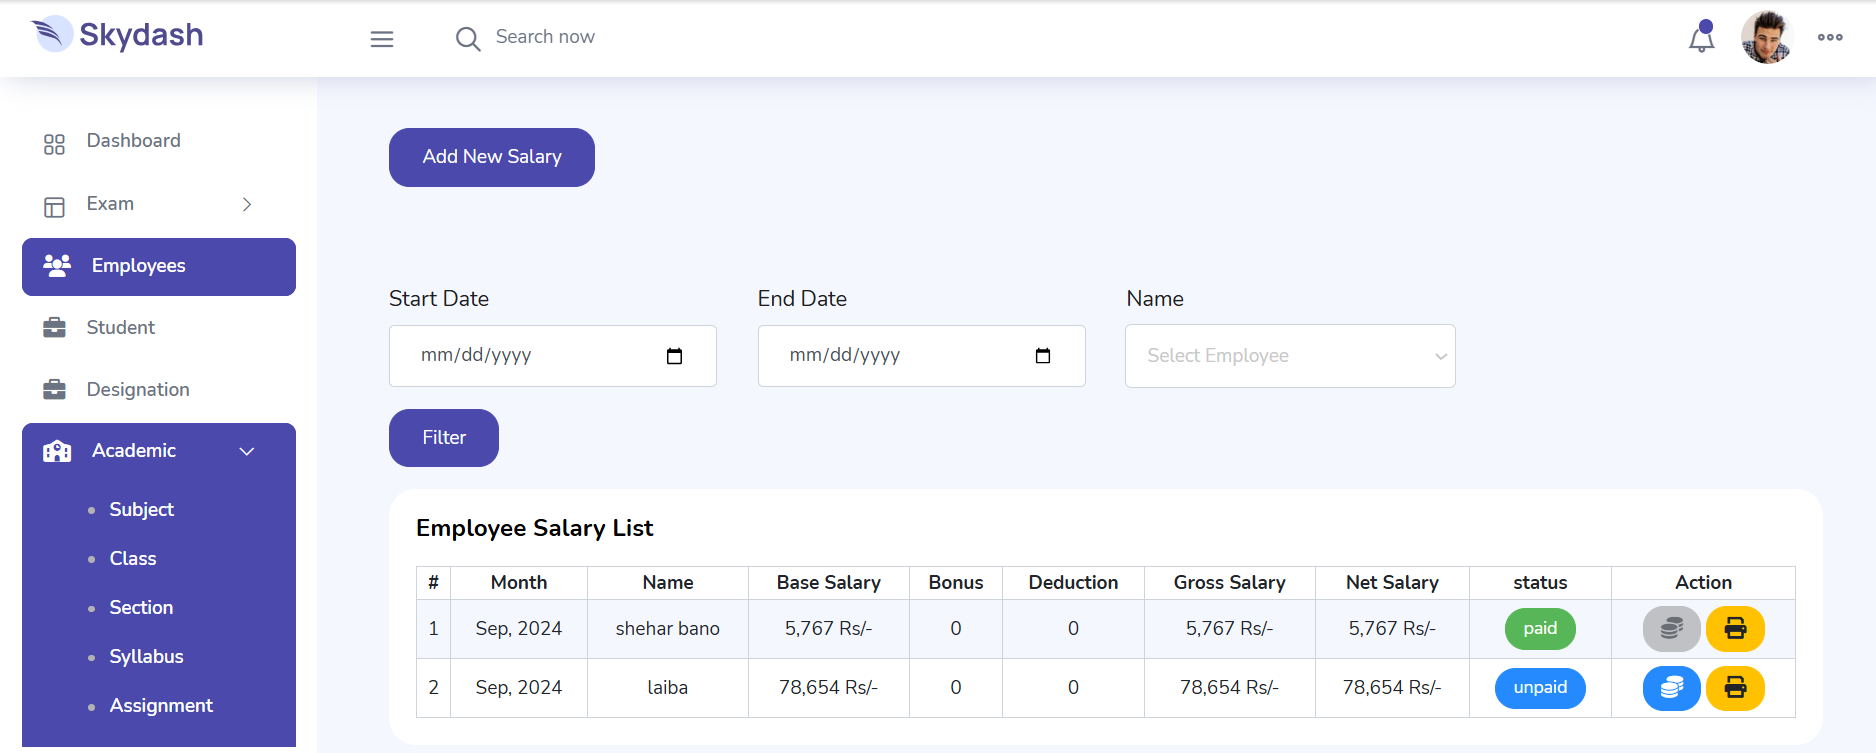 Skydash
Search now
Dashboard
Exam
Employees
Student
Designation
Academic
Subject
Class
Section
Syllabus
Assignment
Add New Salary
Start Date End Date Name
mm/dd/yyyy mm/dd/yyyy Select Employee
Filter
Employee Salary List
# Month Name Base Salary Bonus Deduction Gross Salary Net Salary status Action
1 Sep, 2024 shehar bano 5,767 Rs/- 0 0 5,767 Rs/- 5,767 Rs/- paid
2 Sep, 2024 laiba 78,654 Rs/- 0 0 78,654 Rs/- 78,654 Rs/- unpaid